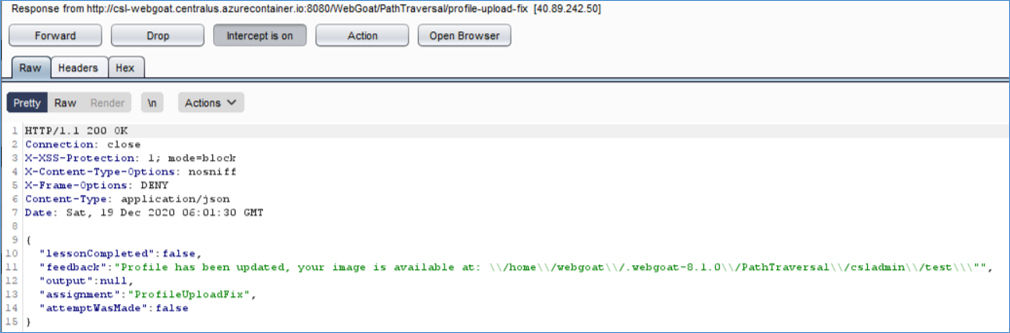 Response from http://csl-webgoat.centralus.azurecontainer.io:8080/WebGoat/PathTraversal/profile-upload-fix [40.89.242.50]
Forward Drop Intercept is on Action Open Browser
Raw Headers Hex
Pretty Raw Render \n Actions
1 HTTP/1.1 200 OK
2 Connection: close
3 X-XSS-Protection: 1; mode=block
4 X-Content-Type-Options: nosniff
5 X-Frame-Options: DENY
6 Content-Type: application/json
7 Date: Sat, 19 Dec 2020 06:01:30 GMT
8
9 {
10 "lessonCompleted":false,
11 "feedback":"Profile has been updated, your image is available at: \\/home\\/webgoat\\/.webgoat-8.1.0\\/PathTraversal\\/csladmin\\/test\\\"",
12 "output":null,
13 "assignment":"ProfileUploadFix",
14 "attemptWasMade":false
15 }